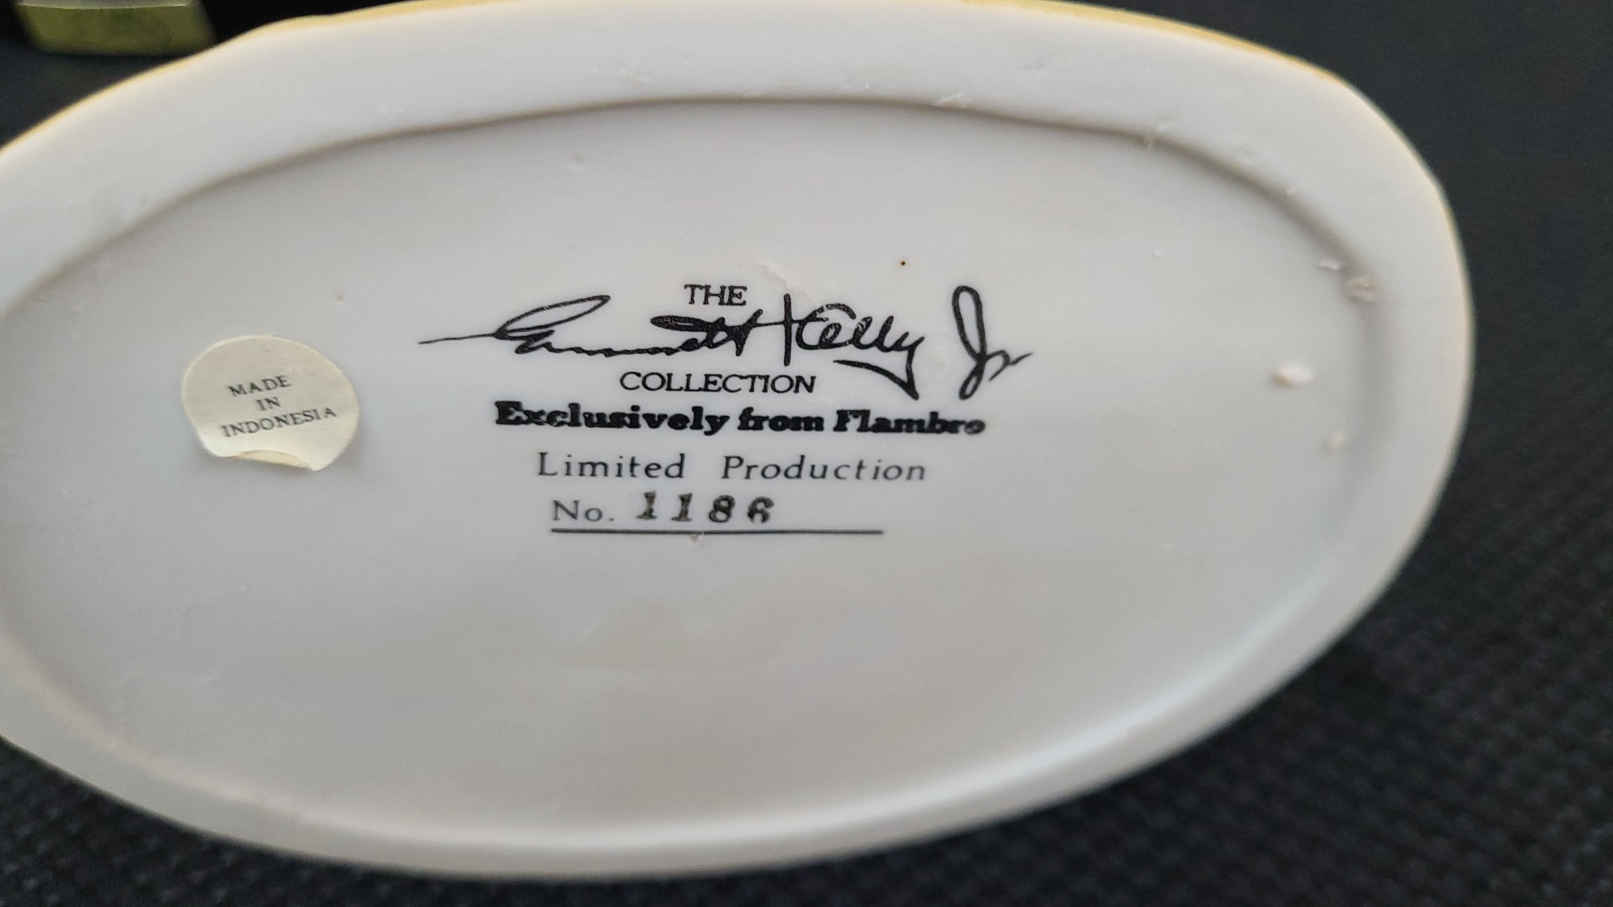 MADE
IN
INDONESIA
THE
Emmett Kelly Jr
COLLECTION
Exclusively from Flambro
Limited Production
No. 1186